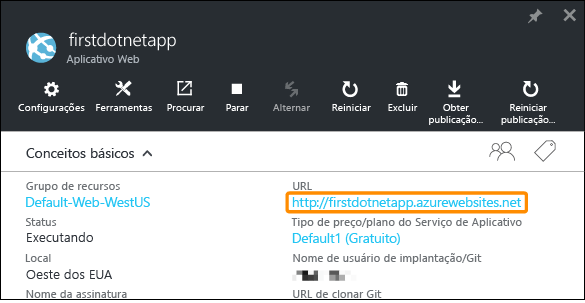 firstdotnetapp
Aplicativo Web
Configurações Ferramentas Procurar Parar Alternar Reiniciar Excluir Obter publicação... Reiniciar publicação...
Conceitos básicos
Grupo de recursos
Default-Web-WestUS
URL
http://firstdotnetapp.azurewebsites.net
Status
Executando
Tipo de preço/plano do Serviço de Aplicativo
Default1 (Gratuito)
Local
Oeste dos EUA
Nome de usuário de implantação/Git
Nome da assinatura
URL de clonar Git